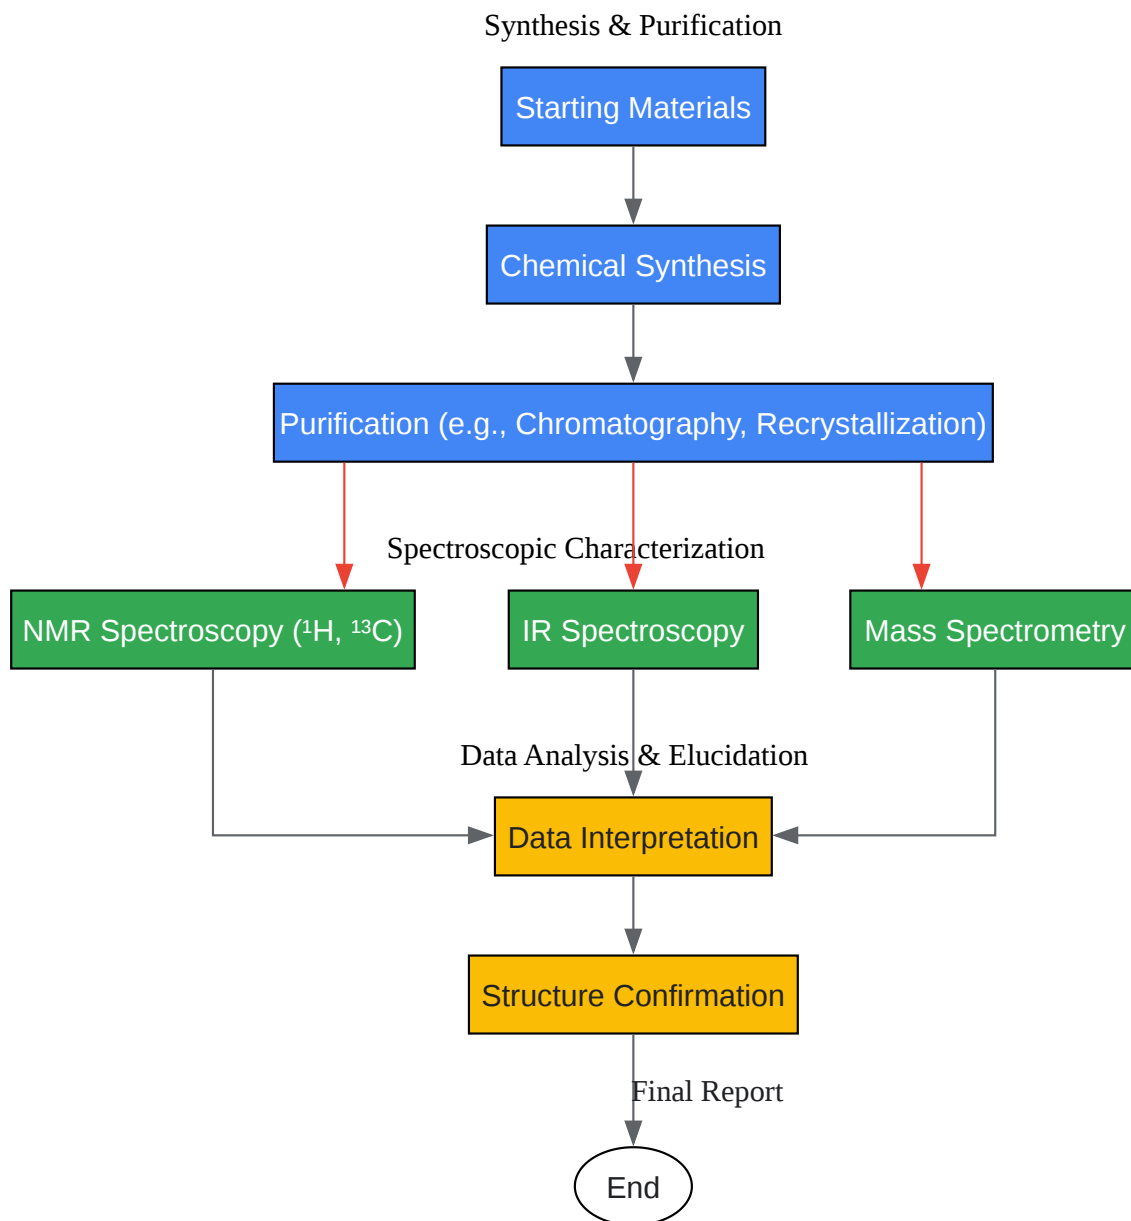 Synthesis & Purification
Starting Materials
Chemical Synthesis
Purification (e.g., Chromatography, Recrystallization)
Spectroscopic Characterization
NMR Spectroscopy (¹H, ¹³C)
IR Spectroscopy
Mass Spectrometry
Data Analysis & Elucidation
Data Interpretation
Structure Confirmation
Final Report
End